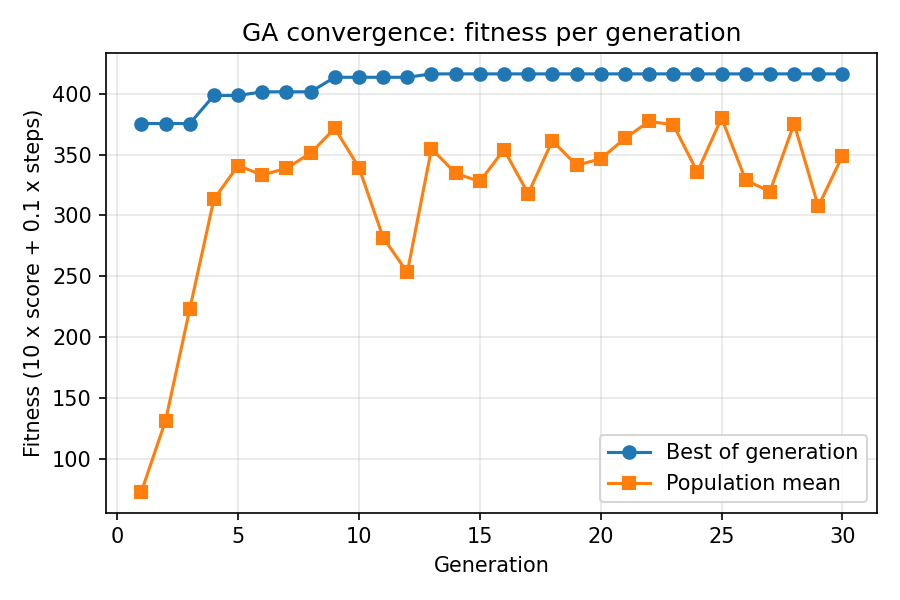 GA convergence: fitness per generation
Fitness (10 x score + 0.1 x steps)
400
350
300
250
200
150
100
0 5 10 15 20 25 30
Generation
Best of generation
Population mean